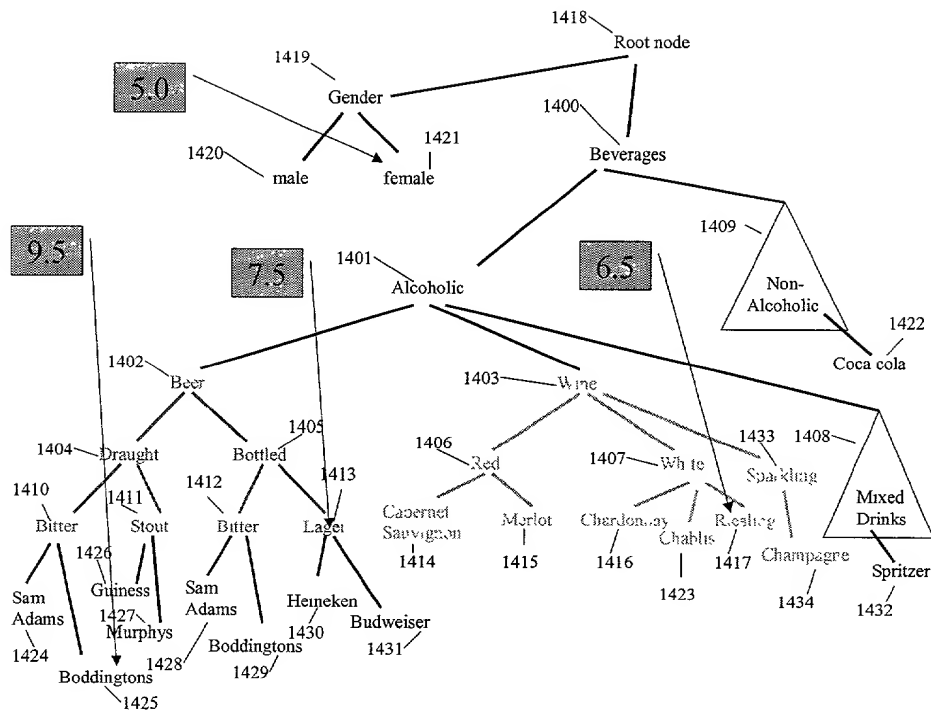 1418
Root node
1419
5.0
Gender
1400
1420
1421
male
female
Beverages
9.5
7.5
1401
6.5
1409
Alcoholic
Non-
Alcoholic
1422
Coca cola
1402
Beer
1403
Wine
1404
1405
1406
1433
1408
Draught
Bottled
Red
1407
White
Sparkling
1410
1411
1412
1413
Mixed
Drinks
Bitter
Stout
Bitter
Lager
Cabernet
Sauvignon
Merlot
Chardonnay
Chablis
Riesling
1414
1415
1416
1417
1423
Champagne
1434
Spritzer
1432
1426
Guiness
Sam
Adams
1427
Murphys
Sam
Adams
Heineken
1430
Budweiser
1431
1424
1428
Boddingtons
1429
Boddingtons
1425